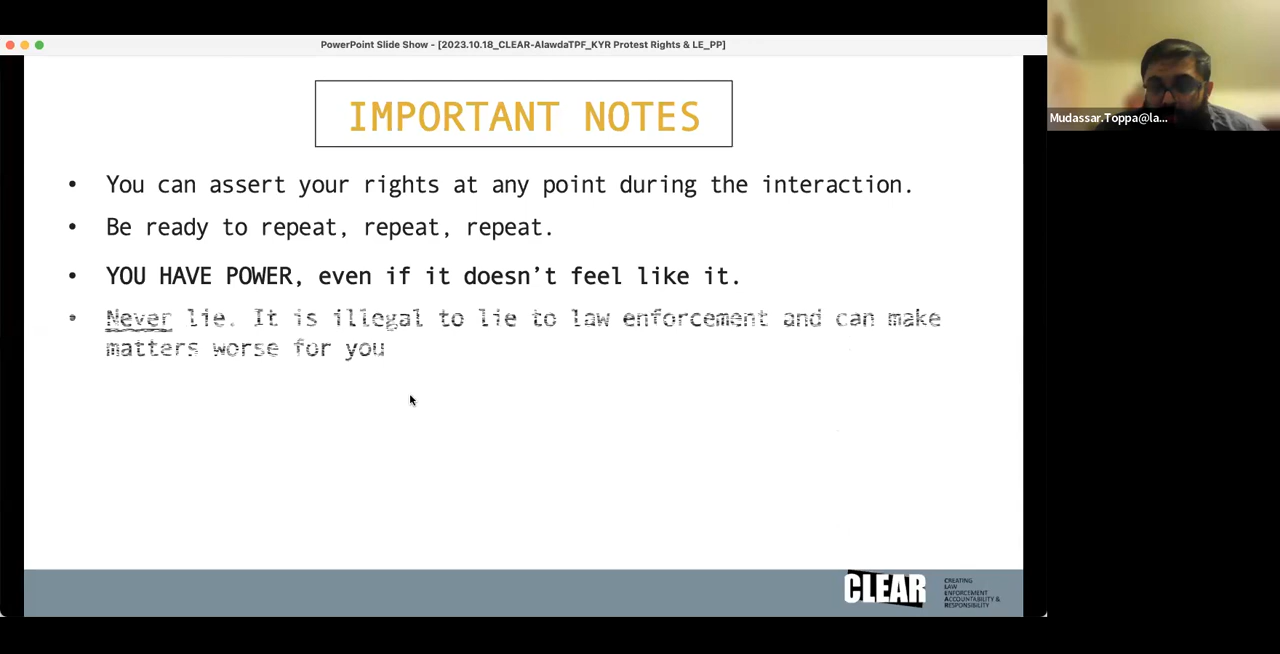 PowerPoint Slide Show - [2023.10.18_CLEAR-AlawdaTPF_KYR Protest Rights & LE_PP]
IMPORTANT NOTES
• You can assert your rights at any point during the interaction.
• Be ready to repeat, repeat, repeat.
• YOU HAVE POWER, even if it doesn’t feel like it.
• Never lie. It is illegal to lie to law enforcement and can make
matters worse for you
Mudassar.Toppa@la...
CLEAR
CREATING
LAW
ENFORCEMENT
ACCOUNTABILITY &
RESPONSIBILITY